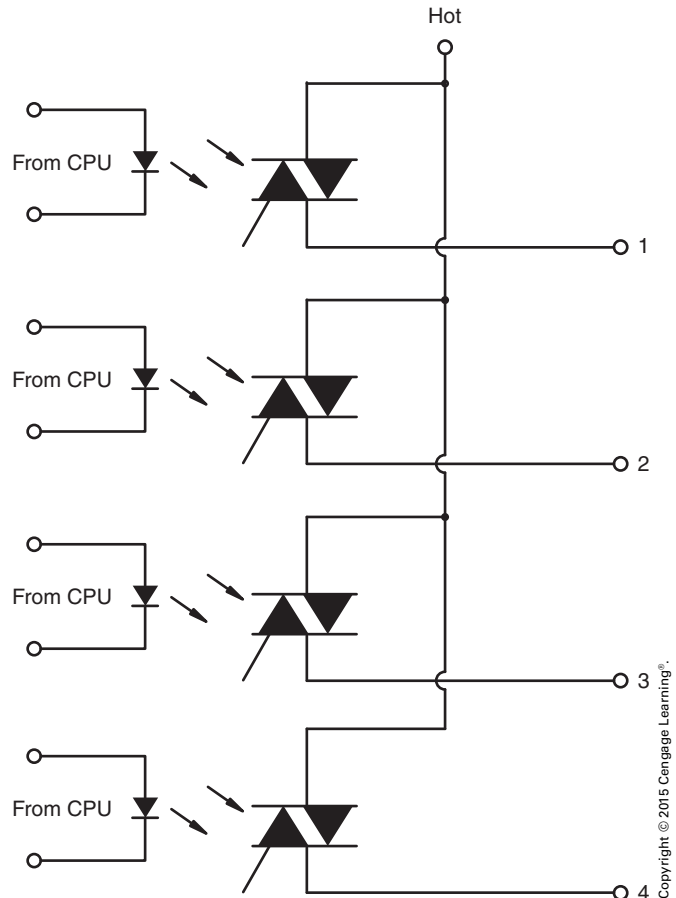 Hot
From CPU
1
From CPU
2
From CPU
3
From CPU
4
Copyright © 2015 Cengage Learning®.